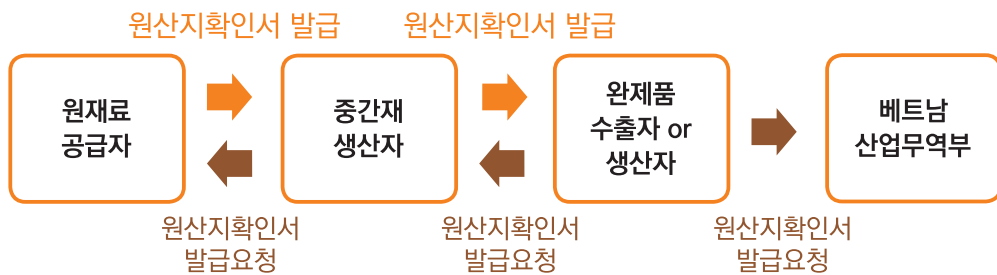 원산지확인서 발급
원산지확인서 발급
원재료
공급자
중간재
생산자
완제품
수출자 or
생산자
베트남
산업무역부
원산지확인서
발급요청
원산지확인서
발급요청
원산지확인서
발급요청